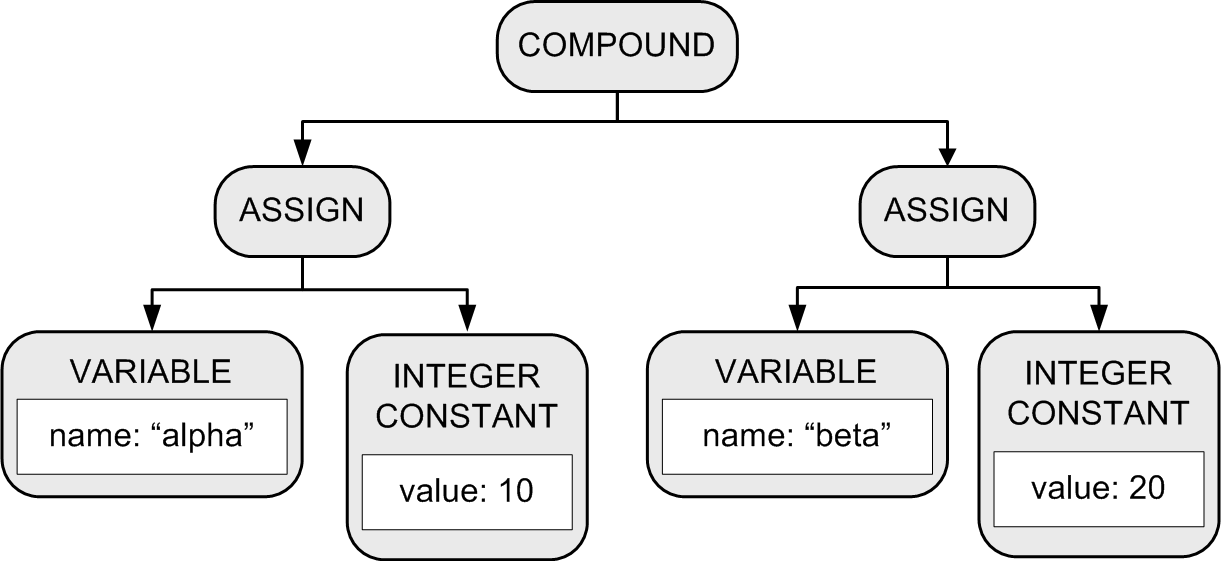 COMPOUND
ASSIGN
ASSIGN
VARIABLE
name: “alpha”
INTEGER
CONSTANT
value: 10
VARIABLE
name: “beta”
INTEGER
CONSTANT
value: 20